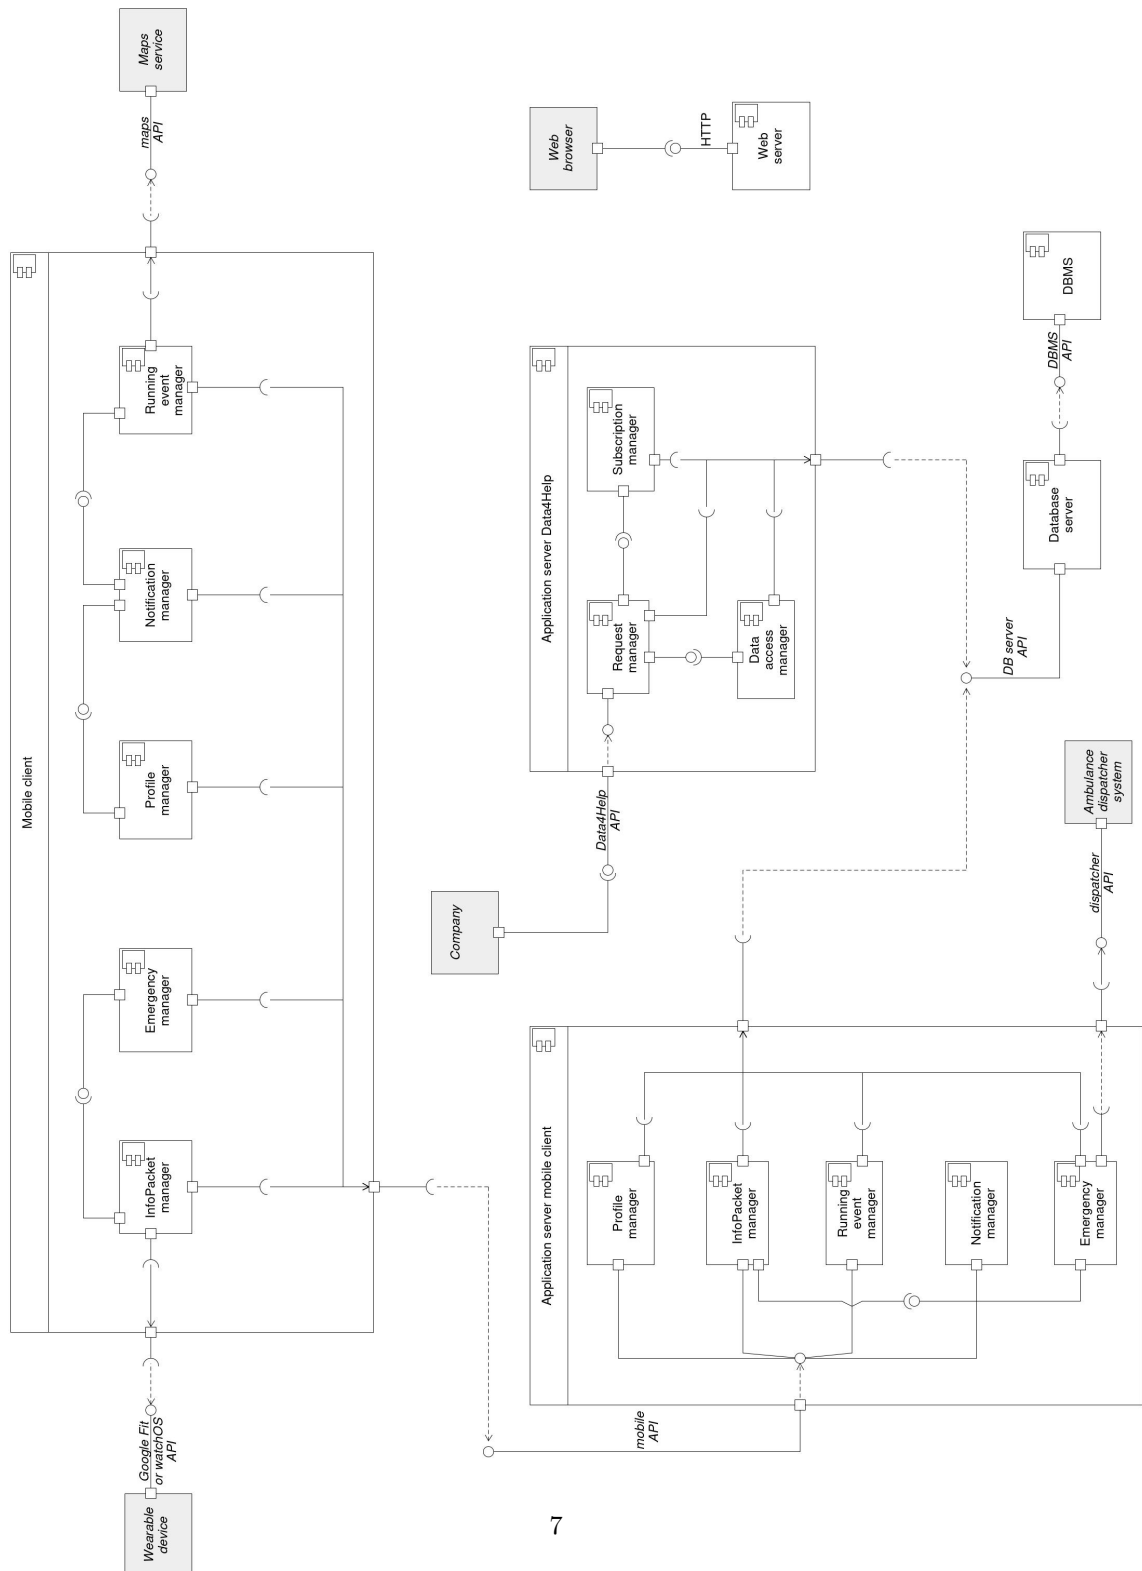 Mobile client
Wearable
device
Google Fit
or watchOS
API
InfoPacket
manager
Emergency
manager
Profile
manager
Notification
manager
Running
event
manager
maps
API
Maps
service
Company
Data4Help
API
Application server Data4Help
Request
manager
Subscription
manager
Data
access
manager
Web
browser
HTTP
Web
server
mobile
API
Application server mobile client
Profile
manager
InfoPacket
manager
Running
event
manager
Notification
manager
Emergency
manager
dispatcher
API
Ambulance
dispatcher
system
DB server
API
Database
server
DBMS
API
DBMS
7